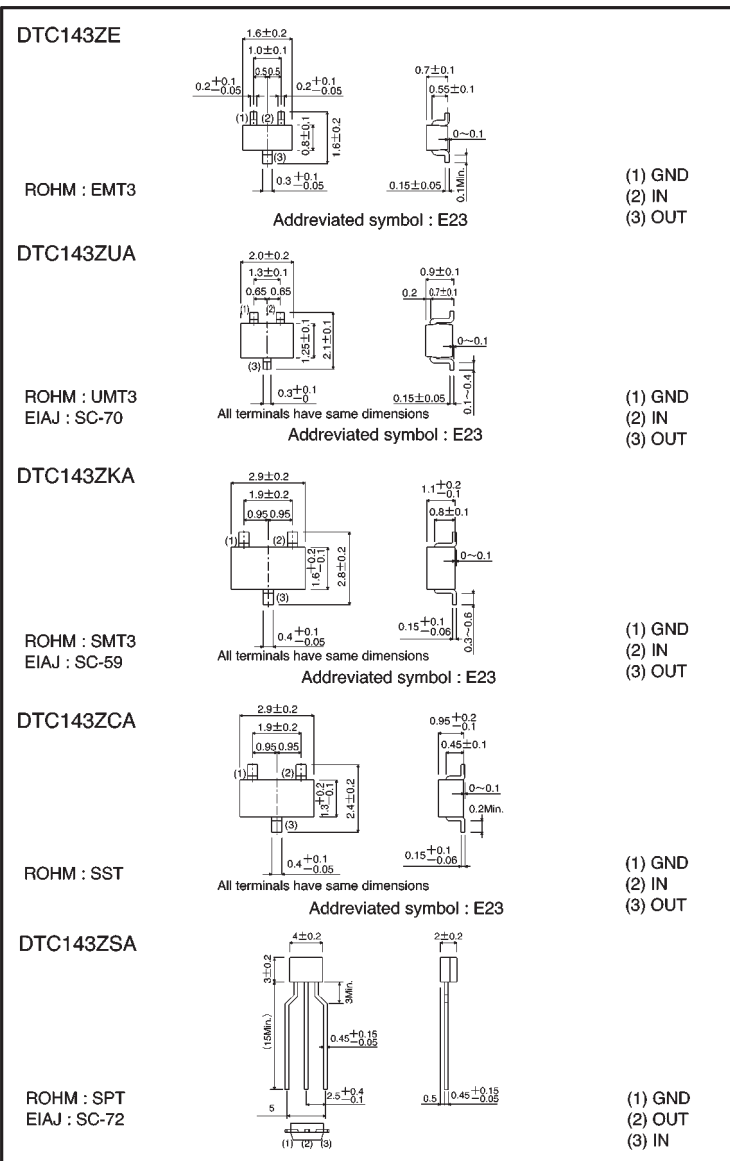 DTC143ZE
1.6±0.2
1.0±0.1
0.5 0.5
0.2 +0.1 −0.05
0.2 +0.1 −0.05
(1) (2)
(3)
0.8±0.1
1.6±0.2
0.3 +0.1 −0.05
0.7±0.1
0.55±0.1
0~0.1
0.1Min.
0.15±0.05
ROHM : EMT3
Addreviated symbol : E23
(1) GND
(2) IN
(3) OUT
DTC143ZUA
2.0±0.2
1.3±0.1
0.65 0.65
(1) (2)
(3)
1.25±0.1
2.1±0.1
0.3 +0.1 −0
0.9±0.1
0.2 0.7±0.1
0~0.1
0.15±0.05
0.1~0.4
ROHM : UMT3
EIAJ : SC-70
All terminals have same dimensions
Addreviated symbol : E23
(1) GND
(2) IN
(3) OUT
DTC143ZKA
2.9±0.2
1.9±0.2
0.95 0.95
(1) (2)
(3)
1.6 +0.2 −0.1
2.8±0.2
0.4 +0.1 −0.05
1.1 +0.2 −0.1
0.8±0.1
0~0.1
0.15 +0.1 −0.06
0.3~0.6
ROHM : SMT3
EIAJ : SC-59
All terminals have same dimensions
Addreviated symbol : E23
(1) GND
(2) IN
(3) OUT
DTC143ZCA
2.9±0.2
1.9±0.2
0.95 0.95
(1) (2)
(3)
1.3 +0.2 −0.1
2.4±0.2
0.4 +0.1 −0.05
0.95 +0.2 −0.1
0.45±0.1
0~0.1
0.2Min.
0.15 +0.1 −0.06
ROHM : SST
All terminals have same dimensions
Addreviated symbol : E23
(1) GND
(2) IN
(3) OUT
DTC143ZSA
4±0.2
3±0.2
3Min.
(15Min.)
0.45 +0.15 −0.05
2.5 +0.4 −0.1
5
(1) (2) (3)
2±0.2
0.5
0.45 +0.15 −0.05
ROHM : SPT
EIAJ : SC-72
(1) GND
(2) OUT
(3) IN